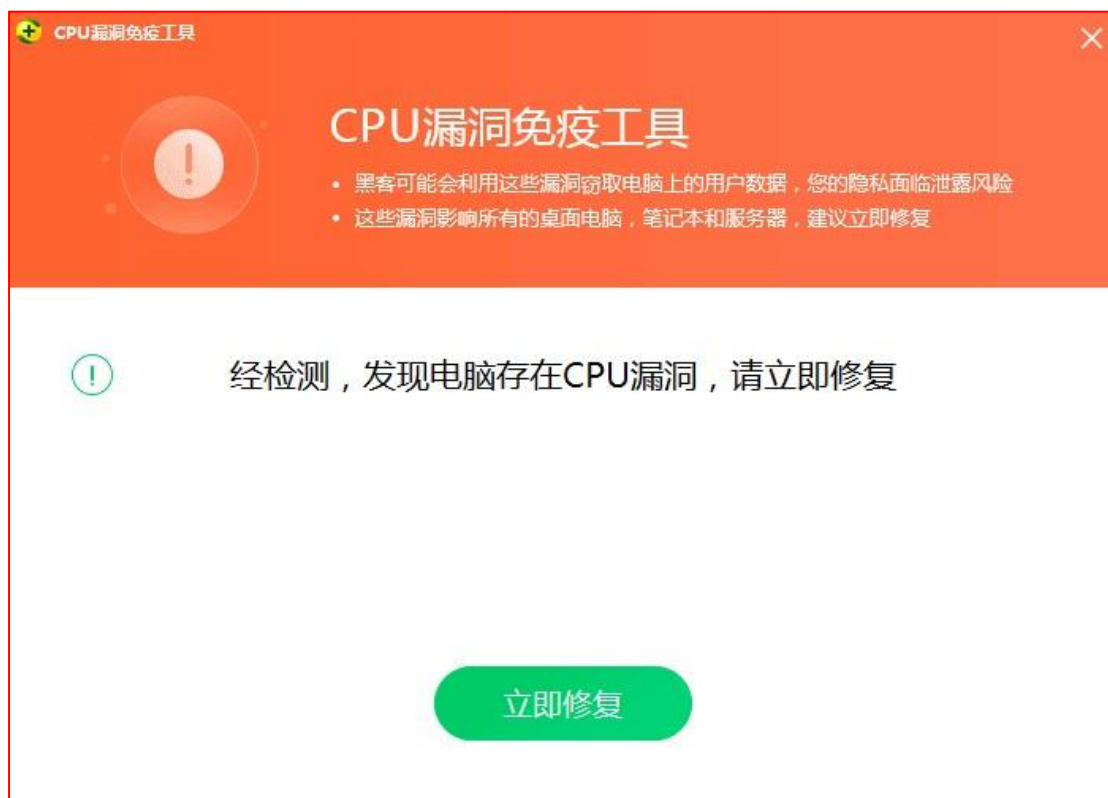 CPU漏洞免疫工具
CPU漏洞免疫工具
• 黑客可能会利用这些漏洞窃取电脑上的用户数据，您的隐私面临泄露风险
• 这些漏洞影响所有的桌面电脑，笔记本和服务器，建议立即修复
经检测，发现电脑存在CPU漏洞，请立即修复
立即修复